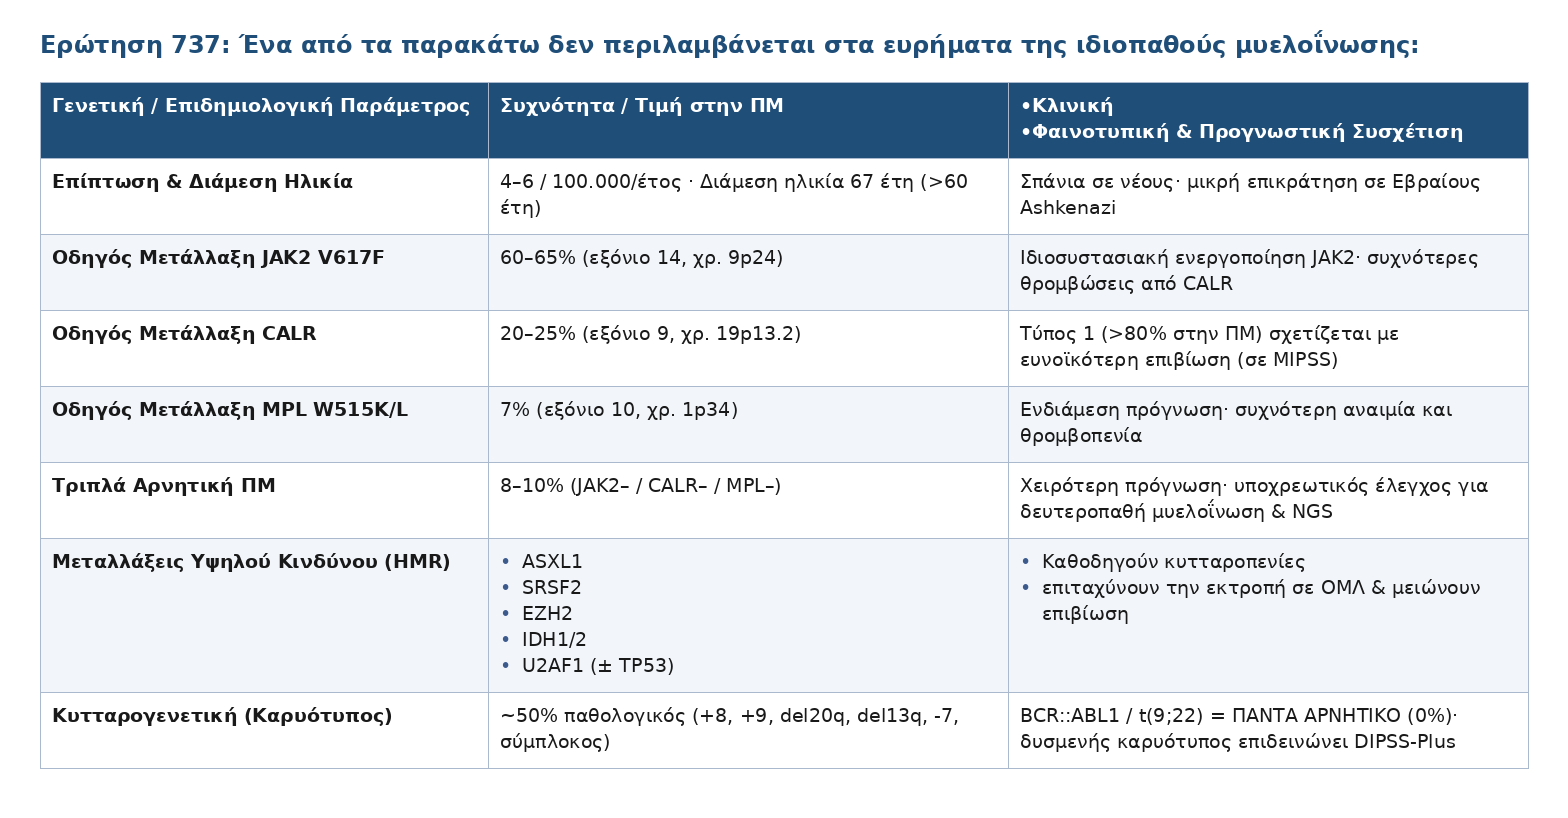 Ερώτηση 737: Ένα από τα παρακάτω δεν περιλαμβάνεται στα ευρήματα της ιδιοπαθούς μυελοΐνωσης:
Γενετική / Επιδημιολογική Παράμετρος
Συχνότητα / Τιμή στην ΠΜ
•Κλινική
•Φαινοτυπική & Προγνωστική Συσχέτιση
Επίπτωση & Διάμεση Ηλικία
4–6 / 100.000/έτος · Διάμεση ηλικία 67 έτη (>60
έτη)
Σπάνια σε νέους· μικρή επικράτηση σε Εβραίους
Ashkenazi
Οδηγός Μετάλλαξη JAK2 V617F
60–65% (εξόνιο 14, χρ. 9p24)
Ιδιοσυστασιακή ενεργοποίηση JAK2· συχνότερες
θρομβώσεις από CALR
Οδηγός Μετάλλαξη CALR
20–25% (εξόνιο 9, χρ. 19p13.2)
Τύπος 1 (>80% στην ΠΜ) σχετίζεται με
ευνοϊκότερη επιβίωση (σε MIPSS)
Οδηγός Μετάλλαξη MPL W515K/L
7% (εξόνιο 10, χρ. 1p34)
Ενδιάμεση πρόγνωση· συχνότερη αναιμία και
θρομβοπενία
Τριπλά Αρνητική ΠΜ
8–10% (JAK2– / CALR– / MPL–)
Χειρότερη πρόγνωση· υποχρεωτικός έλεγχος για
δευτεροπαθή μυελοΐνωση & NGS
Μεταλλάξεις Υψηλού Κινδύνου (HMR)
• ASXL1
• SRSF2
• EZH2
• IDH1/2
• U2AF1 (± TP53)
• Καθοδηγούν κυτταροπενίες
• επιταχύνουν την εκτροπή σε ΟΜΛ & μειώνουν
επιβίωση
Κυτταρογενετική (Καρυότυπος)
~50% παθολογικός (+8, +9, del20q, del13q, -7,
σύμπλοκος)
BCR::ABL1 / t(9;22) = ΠΑΝΤΑ ΑΡΝΗΤΙΚΟ (0%)·
δυσμενής καρυότυπος επιδεινώνει DIPSS-Plus